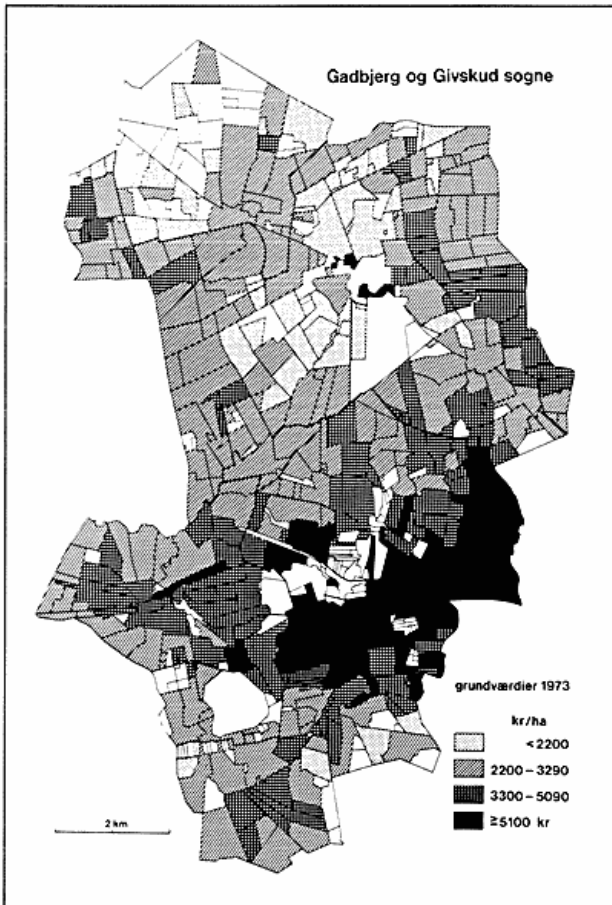 Gadbjerg og Givskud sogne
grundværdier 1973
kr/ha
<2200
2200–3290
3300–5090
≧5100 kr
2 km